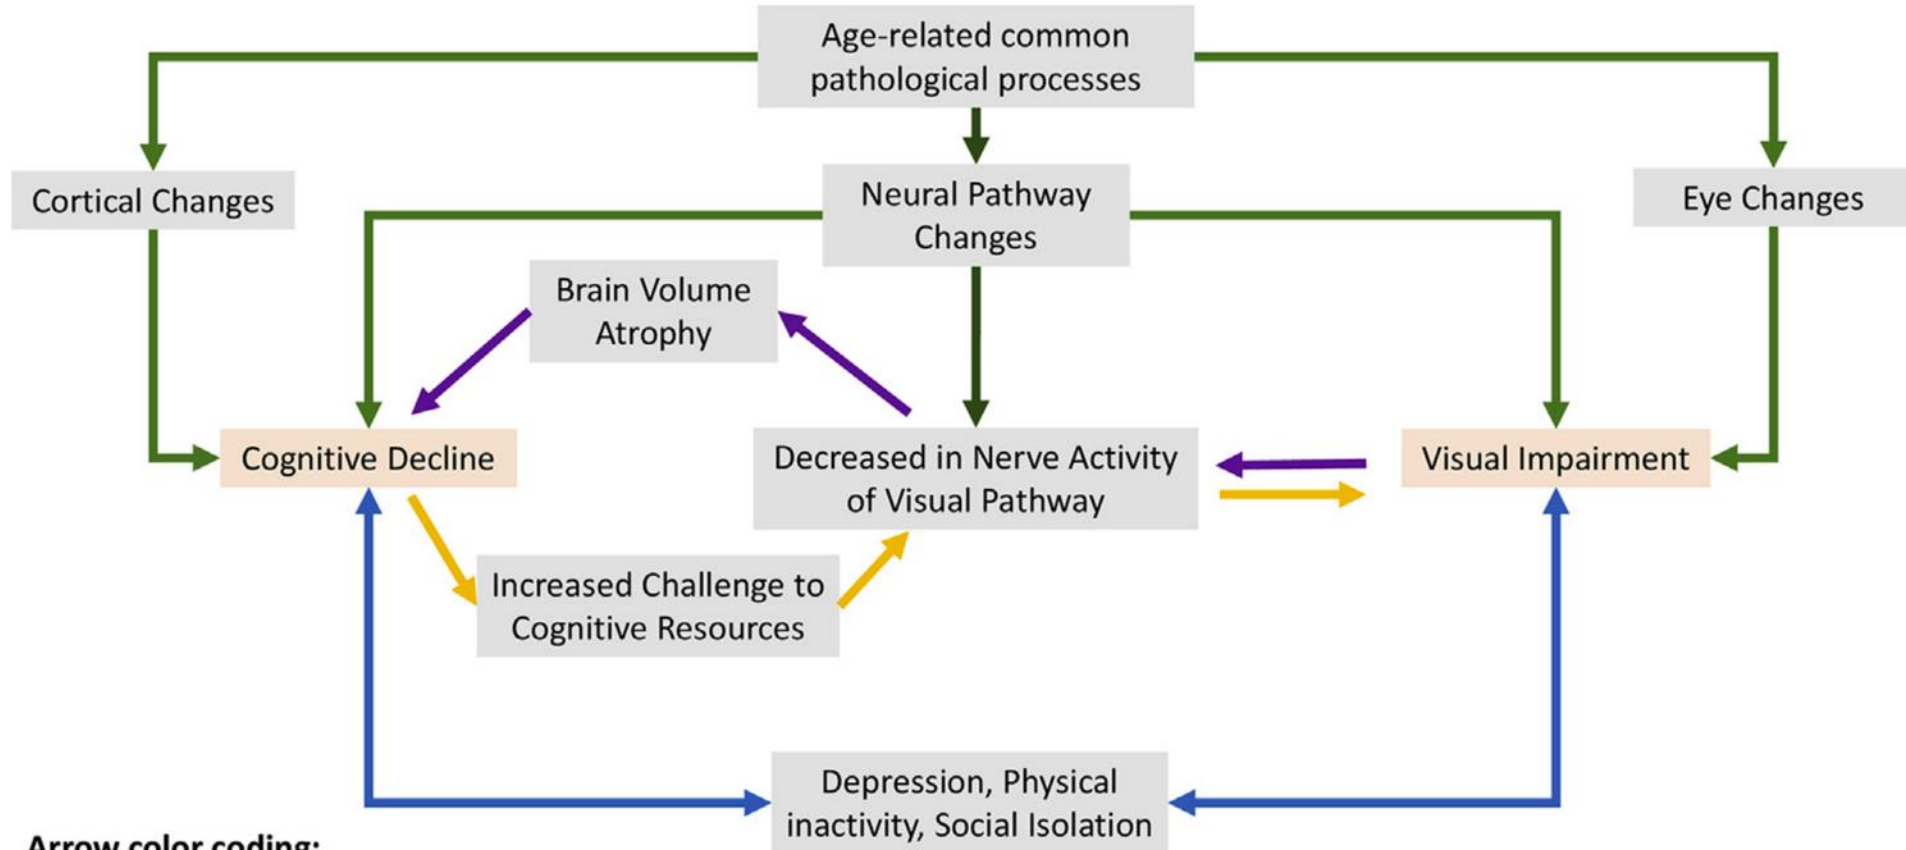 Age-related common
pathological processes
Cortical Changes
Neural Pathway
Changes
Eye Changes
Brain Volume
Atrophy
Cognitive Decline
Decreased in Nerve Activity
of Visual Pathway
Visual Impairment
Increased Challenge to
Cognitive Resources
Depression, Physical
inactivity, Social Isolation
Arrow color coding: